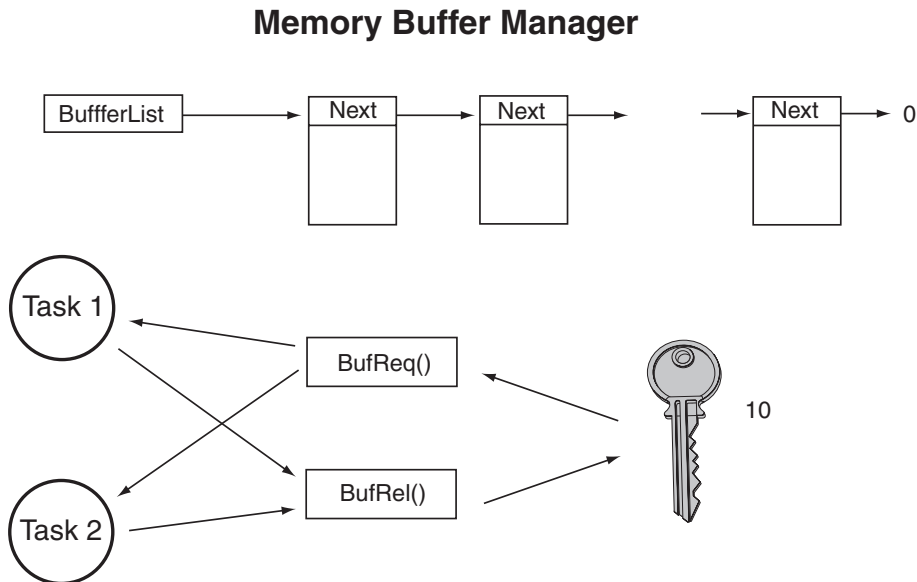 Memory Buffer Manager
BuffferList
Next
Next
Next
0
Task 1
BufReq()
10
BufRel()
Task 2